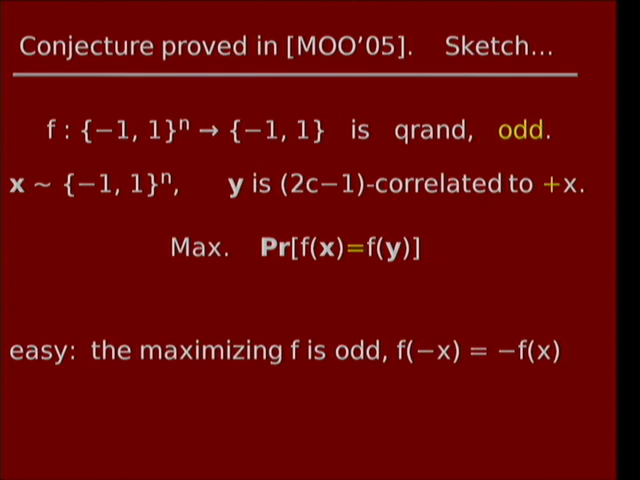 Conjecture proved in [MOO’05]. Sketch…
f : {−1, 1}ⁿ → {−1, 1} is qrand, odd.
x ~ {−1, 1}ⁿ, y is (2c−1)-correlated to +x.
Max. Pr[f(x)=f(y)]
easy: the maximizing f is odd, f(−x) = −f(x)